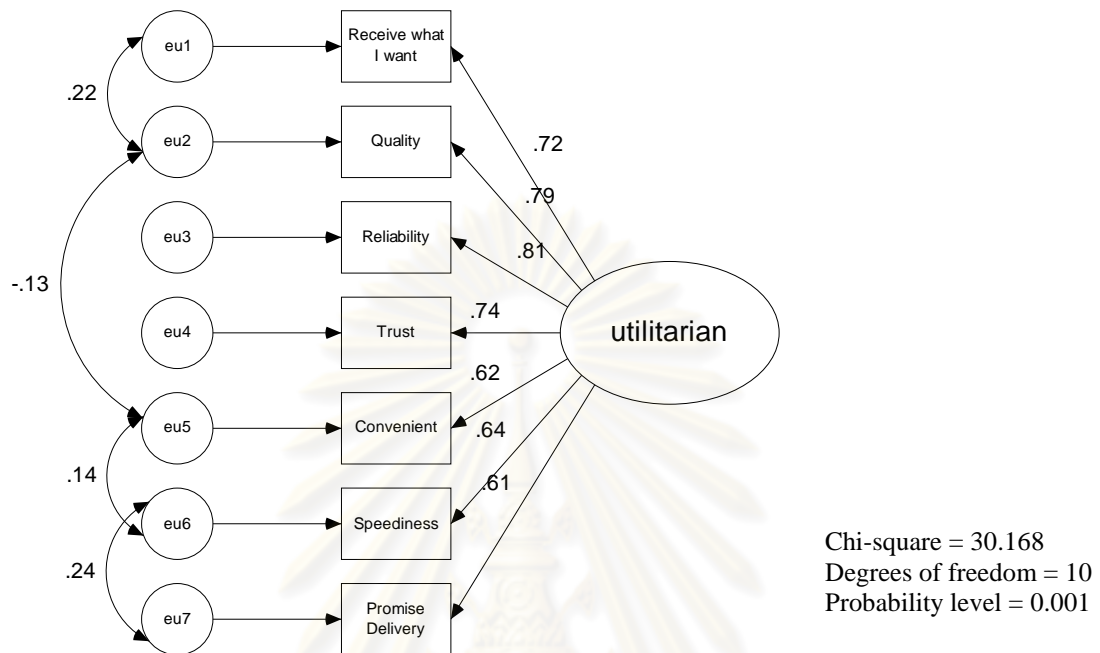 eu1
Receive what
I want
.22
.72
eu2
Quality
.79
eu3
Reliability
.81
-.13
eu4
Trust
.74
utilitarian
.62
eu5
Convenient
.64
.14
.61
eu6
Speediness
.24
eu7
Promise
Delivery
Chi-square = 30.168
Degrees of freedom = 10
Probability level = 0.001